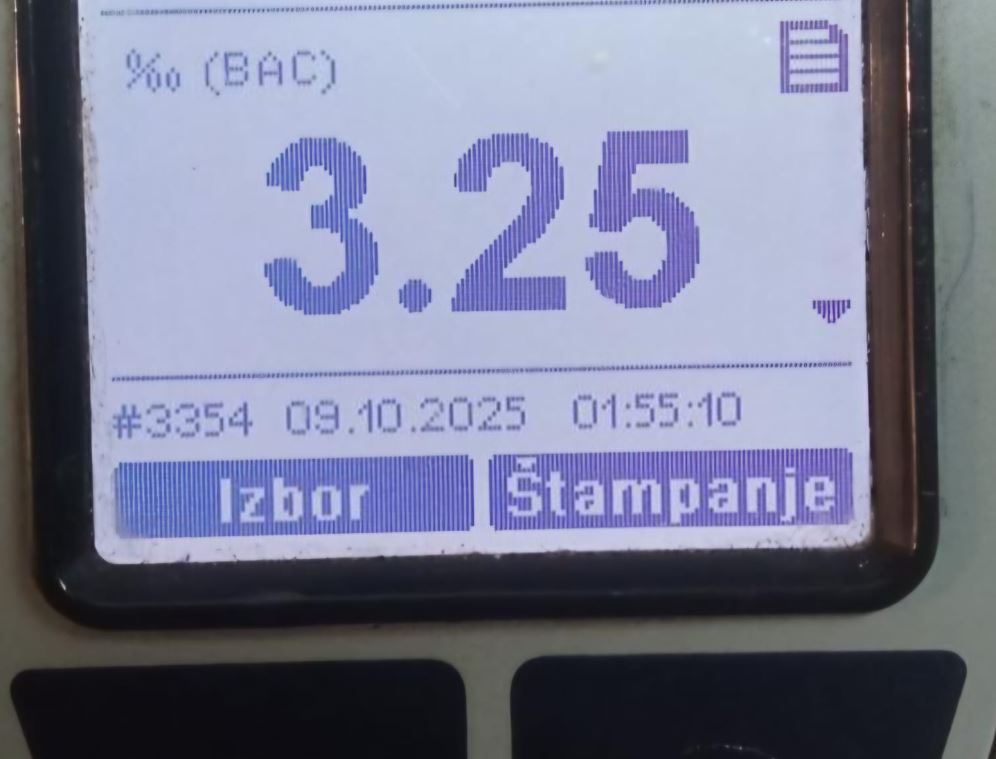 ‰ (BAC)
3.25
#3354 09.10.2025 01:55:10
Izbor Štampanje